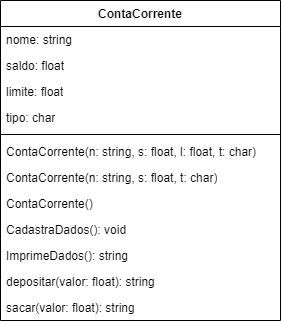 ContaCorrente
nome: string
saldo: float
limite: float
tipo: char
ContaCorrente(n: string, s: float, l: float, t: char)
ContaCorrente(n: string, s: float, t: char)
ContaCorrente()
CadastraDados(): void
ImprimeDados(): string
depositar(valor: float): string
sacar(valor: float): string